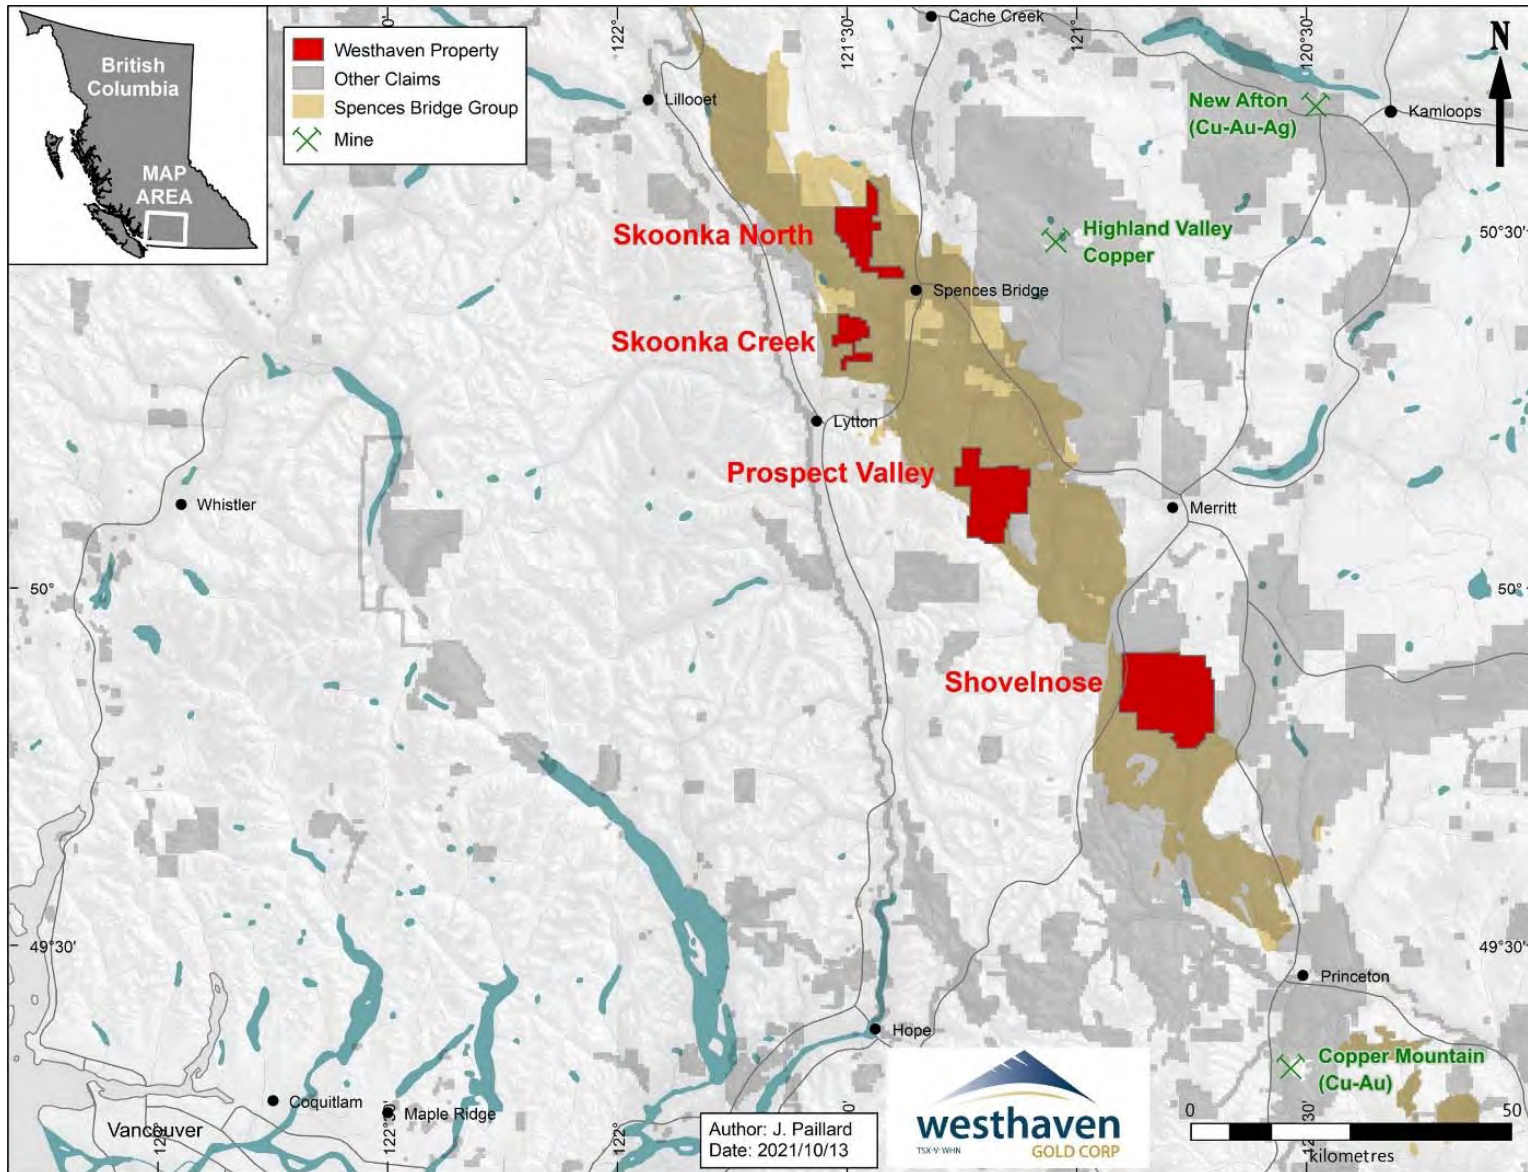 British
Columbia
MAP
AREA
Westhaven Property
Other Claims
Spences Bridge Group
Mine
122°
121°30'
121°
120°30'
N
Cache Creek
Lillooet
New Afton
(Cu-Au-Ag)
Kamloops
Skoonka North
Highland Valley
Copper
50°30'
Spences Bridge
Skoonka Creek
Lytton
Prospect Valley
Whistler
Merritt
50°
50°
Shovelnose
49°30'
49°30'
Princeton
Hope
Copper Mountain
(Cu-Au)
Coquitlam
Maple Ridge
Vancouver
122°
Author: J. Paillard
Date: 2021/10/13
westhaven
TSX-V: WHN
GOLD CORP
0
50
kilometres